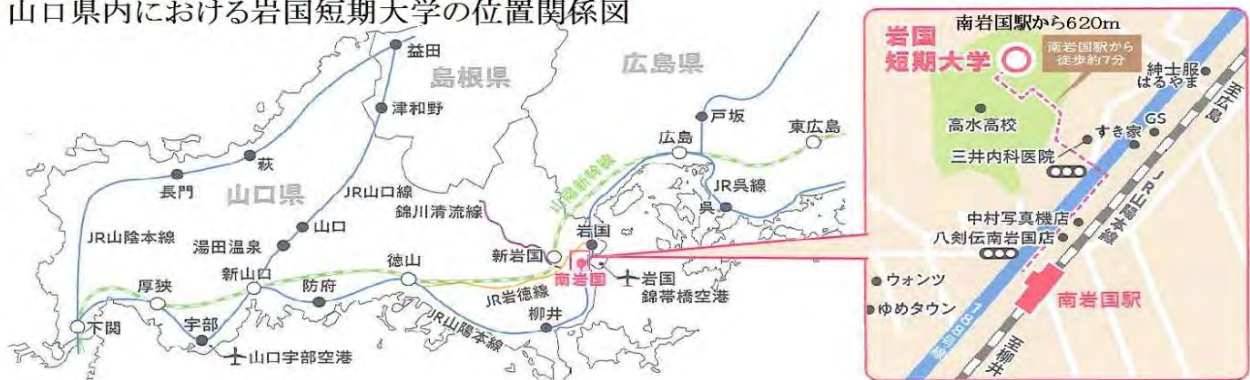 山口県内における岩国短期大学の位置関係図
益田
島根県
広島県
津和野
戸坂
広島
東広島
萩
長門
山口県
JR山口線
錦川清流線
山陽新幹線
JR呉線
呉
山口
湯田温泉
JR山陰本線
新岩国
岩国
南岩国
岩国
錦帯橋空港
厚狭
新山口
防府
徳山
JR岩徳線
JR山陽本線
柳井
下関
宇部
山口宇部空港
南岩国駅から620m
岩国
短期大学
南岩国駅から
徒歩約7分
紳士服
はるやま
至広島
高水高校
すき家
GS
三井内科医院
JR山陽本線
中村写真機店
八剣伝南岩国店
ウォンツ
ゆめタウン
南岩国駅
188号線
至柳井